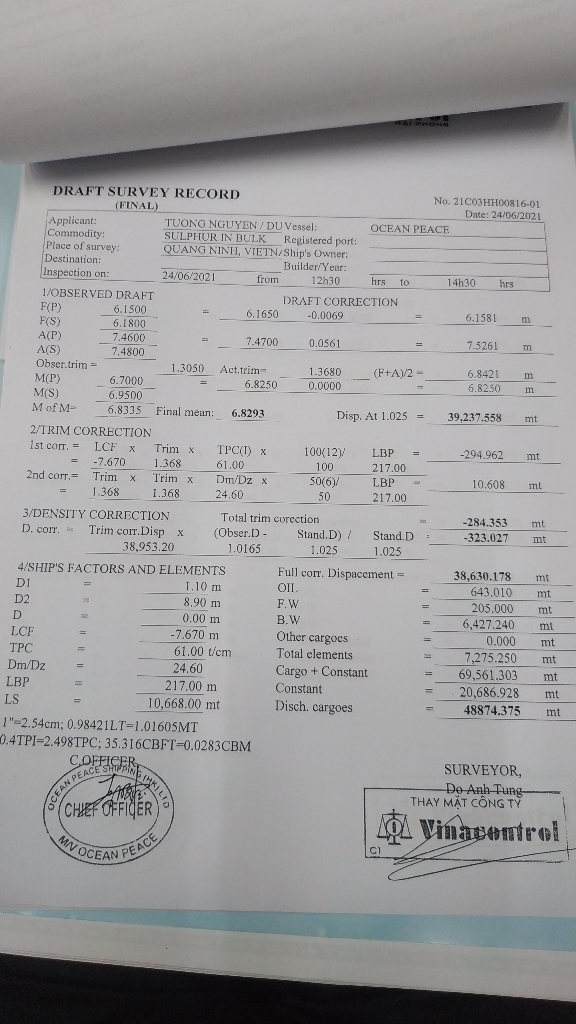 HAI PHONG
DRAFT SURVEY RECORD
(FINAL)
No. 21C03HH00816-01
Date: 24/06/2021
Applicant: TUONG NGUYEN / DU Vessel: OCEAN PEACE
Commodity: SULPHUR IN BULK Registered port:
Place of survey: QUANG NINH, VIETN/ Ship's Owner:
Destination: Builder/Year:
Inspection on: 24/06/2021 from 12h30 hrs to 14h30 hrs
1/OBSERVED DRAFT DRAFT CORRECTION
F(P) 6.1500 = 6.1650 -0.0069 = 6.1581 m
F(S) 6.1800
A(P) 7.4600 = 7.4700 0.0561 = 7.5261 m
A(S) 7.4800
Obser.trim = 1.3050 Act.trim= 1.3680 (F+A)/2 = 6.8421 m
M(P) 6.7000 = 6.8250 0.0000 = 6.8250 m
M(S) 6.9500
M of M= 6.8335 Final mean: 6.8293 Disp. At 1.025 = 39,237.558 mt
2/TRIM CORRECTION
1st corr. = LCF x Trim x TPC(I) x 100(12)/ LBP = -294.962 mt
= -7.670 1.368 61.00 100 217.00
2nd corr.= Trim x Trim x Dm/Dz x 50(6)/ LBP = 10.608 mt
= 1.368 1.368 24.60 50 217.00
3/DENSITY CORRECTION Total trim corection = -284.353 mt
D. corr. = Trim corr.Disp x (Obser.D - Stand.D) / Stand.D = -323.027 mt
38,953.20 1.0165 1.025 1.025
4/SHIP'S FACTORS AND ELEMENTS Full corr. Dispacement = 38,630.178 mt
D1 = 1.10 m OIL = 643.010 mt
D2 = 8.90 m F.W = 205.000 mt
D = 0.00 m B.W = 6,427.240 mt
LCF = -7.670 m Other cargoes = 0.000 mt
TPC = 61.00 t/cm Total elements = 7,275.250 mt
Dm/Dz = 24.60 Cargo + Constant = 69,561.303 mt
LBP = 217.00 m Constant = 20,686.928 mt
LS = 10,668.00 mt Disch. cargoes = 48874.375 mt
1"=2.54cm; 0.98421LT=1.01605MT
0.4TPI=2.498TPC; 35.316CBFT=0.0283CBM
C.OFFICER, SURVEYOR,
Do Anh Tung
OCEAN PEACE SHIPPING (HK) LTD
CHIEF OFFICER
M/V OCEAN PEACE
THAY MẶT CÔNG TY
Vinacontrol
C1